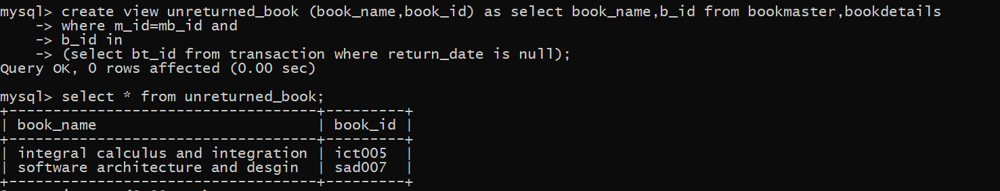 mysql> create view unreturned_book (book_name,book_id) as select book_name,b_id from bookmaster,bookdetails
    -> where m_id=mb_id and
    -> b_id in
    -> (select bt_id from transaction where return_date is null);
Query OK, 0 rows affected (0.00 sec)

mysql> select * from unreturned_book;
+----------------------------------+---------+
| book_name                        | book_id |
+----------------------------------+---------+
| integral calculus and integration | ict005  |
| software architecture and desgin  | sad007  |
+----------------------------------+---------+